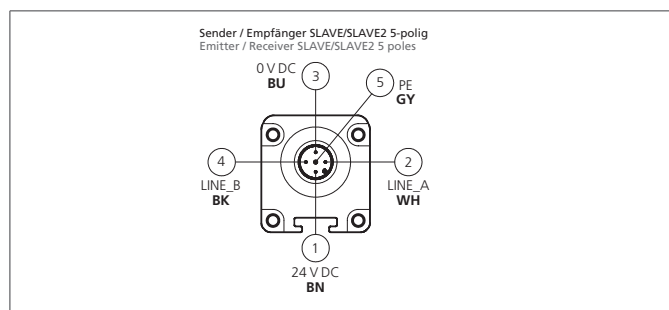 Sender / Empfänger SLAVE/SLAVE2 5-polig
Emitter / Receiver SLAVE/SLAVE2 5 poles
0 V DC
BU
3
5
PE
GY
4
LINE_B
BK
2
LINE_A
WH
1
24 V DC
BN